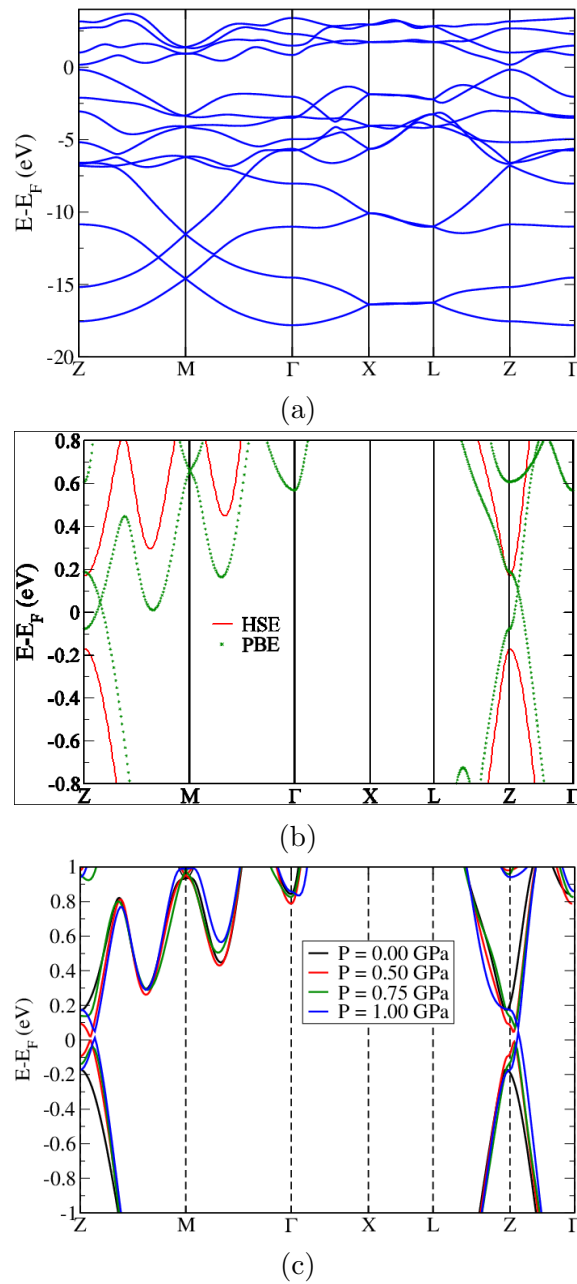 0
-5
-10
-15
-20
E-E_F (eV)
Z M Γ X L Z Γ
(a)
0.8
0.6
0.4
0.2
0
-0.2
-0.4
-0.6
-0.8
E-E_F (eV)
HSE
PBE
Z M Γ X L Z Γ
(b)
1
0.8
0.6
0.4
0.2
0
-0.2
-0.4
-0.6
-0.8
-1
E-E_F (eV)
P = 0.00 GPa
P = 0.50 GPa
P = 0.75 GPa
P = 1.00 GPa
Z M Γ X L Z Γ
(c)